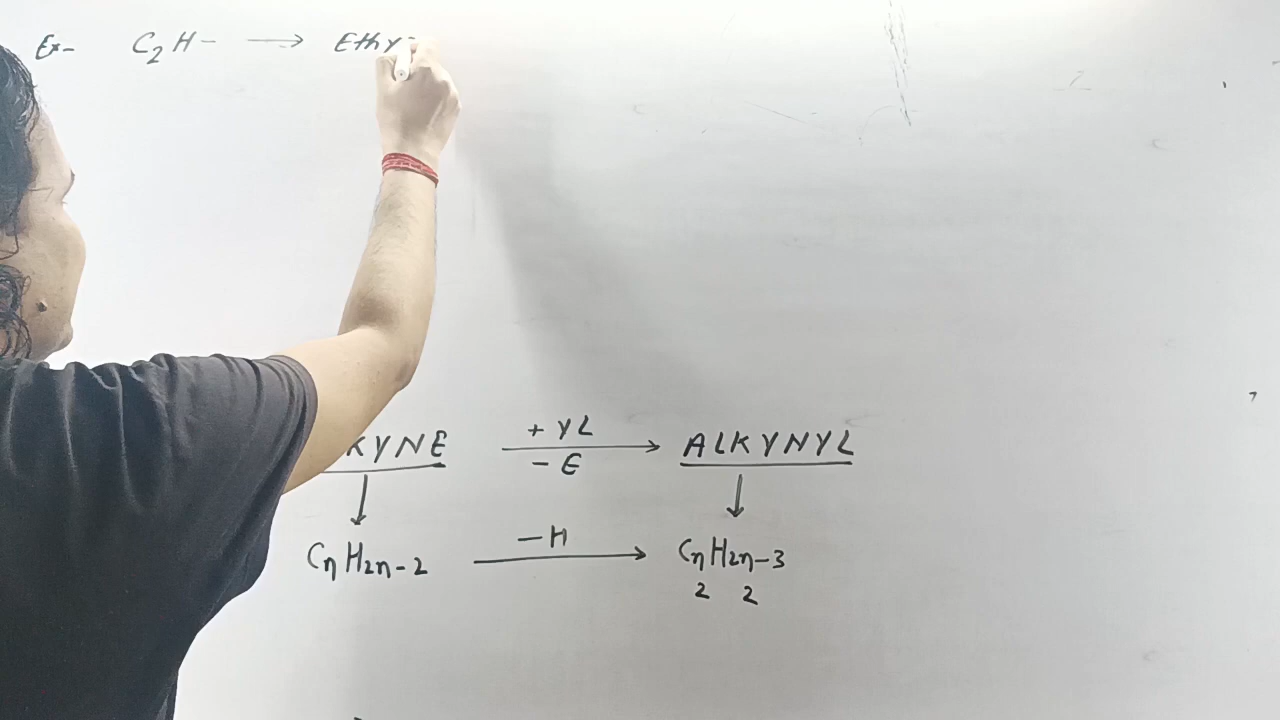 Ex- C2H- → Ethy
KYNE + YL - E → ALKYNYL
↓ ↓
CnH2n-2 - H → CnH2n-3
2 2